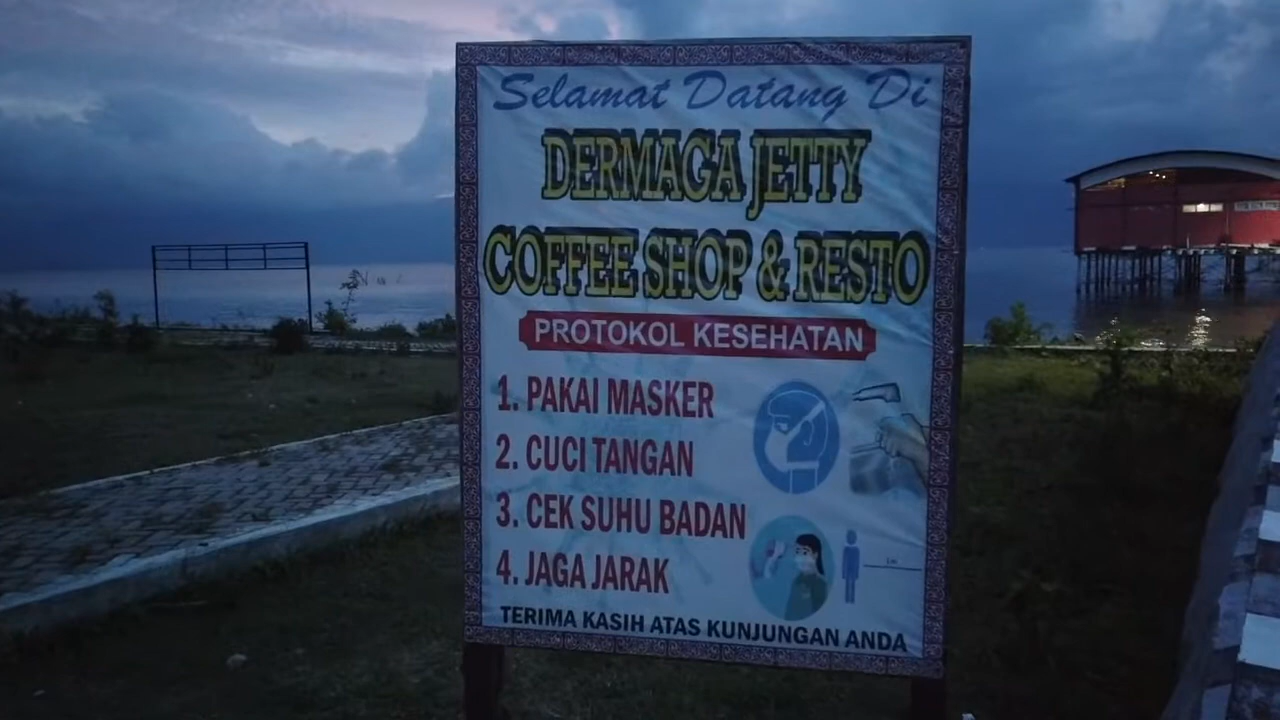 Selamat Datang Di
DERMAGA JETTY
COFFEE SHOP & RESTO
PROTOKOL KESEHATAN
1. PAKAI MASKER
2. CUCI TANGAN
3. CEK SUHU BADAN
4. JAGA JARAK
TERIMA KASIH ATAS KUNJUNGAN ANDA